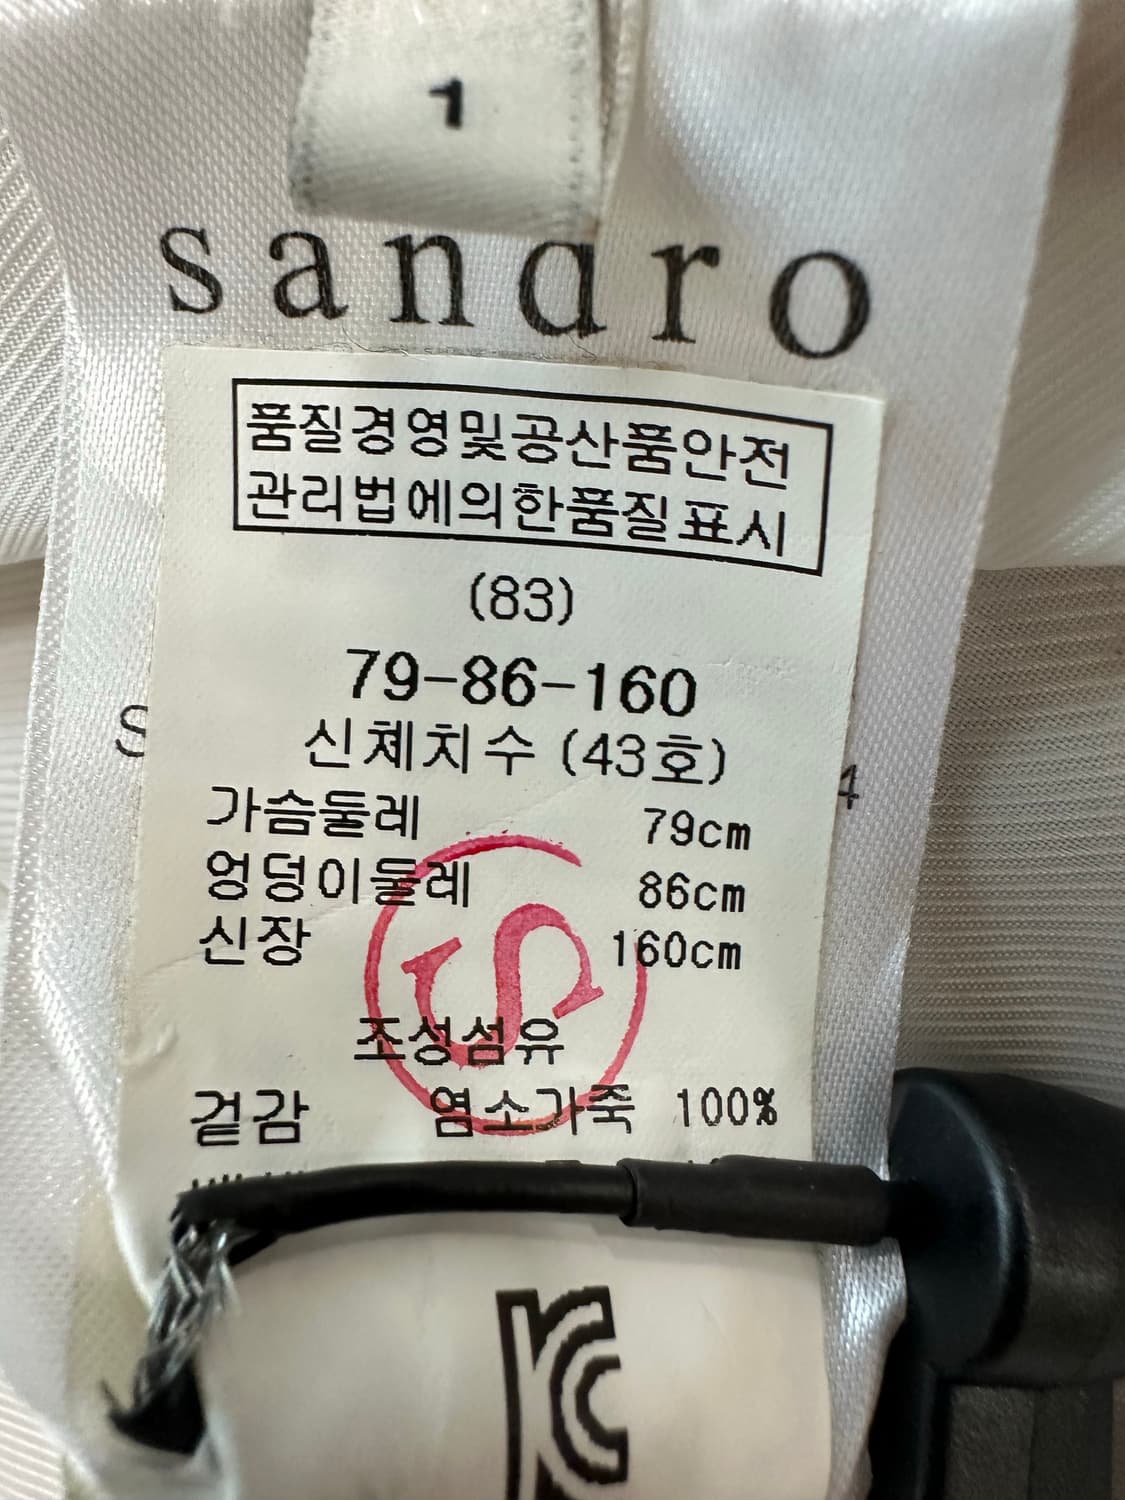 1
sandro
품질경영및공산품안전
관리법에의한품질표시
(83)
79-86-160
신체치수 (43호)
S
4
가슴둘레 79cm
엉덩이둘레 86cm
신장 160cm
S
조성섬유
겉감 염소가죽 100%
KC